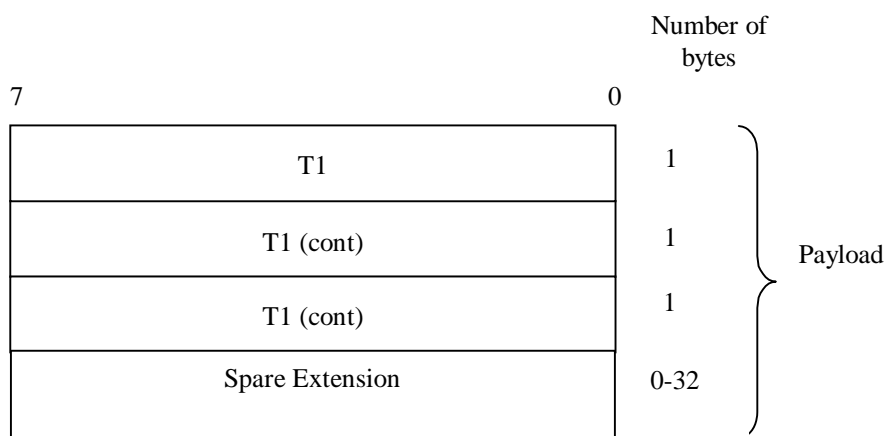 Number of
bytes
7 0
T1 1
T1 (cont) 1
Payload
T1 (cont) 1
Spare Extension 0-32